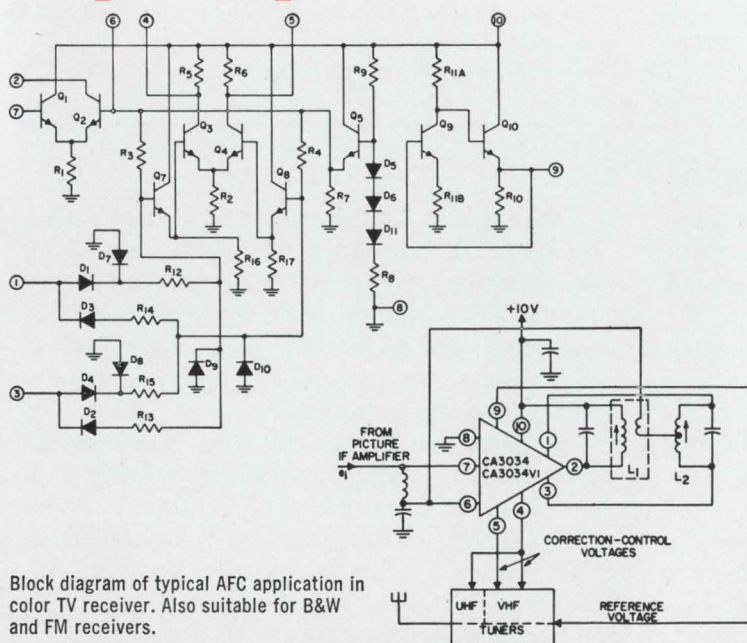 6 4 5 10
2
7
Q1
Q2
R1
R3
Q7
R5
R6
Q3
Q4
R2
Q8
R4
R16
R17
R9
Q5
R7
D5
D6
D11
R8
8
R11A
Q9
R11B
Q10
R10
9
1
D7
D1
R12
D3
R14
3
D8
D4
R15
D2
R13
D9
D10
+10V
FROM
PICTURE
IF AMPLIFIER
ei
8
7
6
9
10
1
CA3034
CA3034V1
2
3
5
4
L1
L2
CORRECTION-CONTROL
VOLTAGES
UHF
VHF
TUNERS
REFERENCE
VOLTAGE
Block diagram of typical AFC application in
color TV receiver. Also suitable for B&W
and FM receivers.